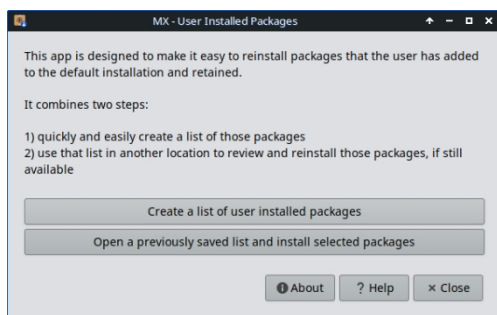 MX - User Installed Packages
This app is designed to make it easy to reinstall packages that the user has added
to the default installation and retained.
It combines two steps:
1) quickly and easily create a list of those packages
2) use that list in another location to review and reinstall those packages, if still
available
Create a list of user installed packages
Open a previously saved list and install selected packages
About
? Help
× Close